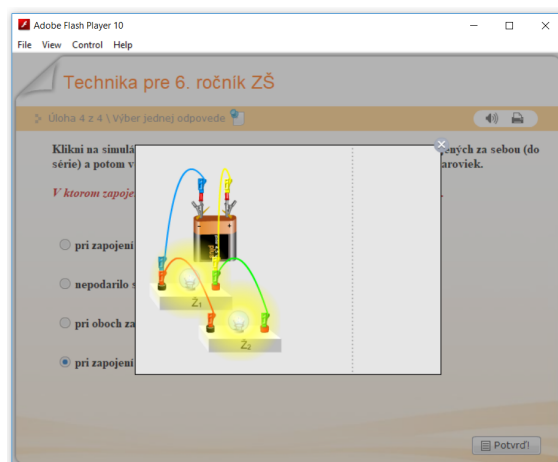 Adobe Flash Player 10
File View Control Help
Technika pre 6. ročník ZŠ
Úloha 4 z 4 \ Výber jednej odpovede
Klikni na simulá ených za sebou (do
série) a potom v aroviek.
V ktorom zapoje
pri zapojení
nepodarilo s
pri oboch za
pri zapojení
- +
Ž1
Ž2
Potvrď!